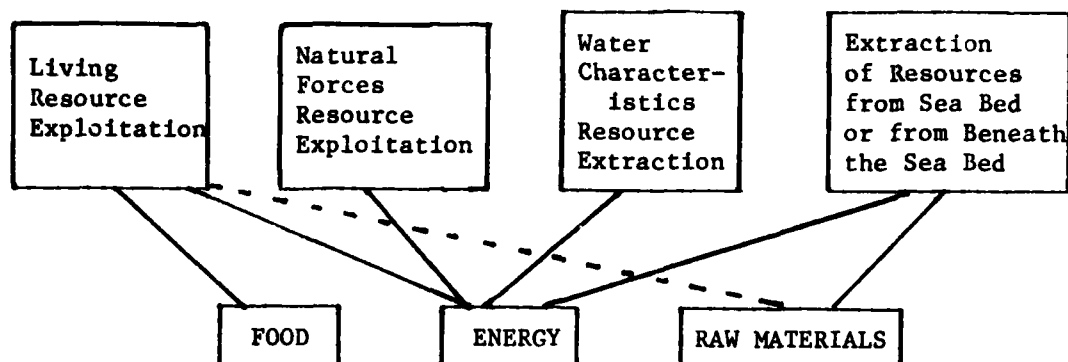 Living
Resource
Exploitation
Natural
Forces
Resource
Exploitation
Water
Character-
istics
Resource
Extraction
Extraction
of Resources
from Sea Bed
or from Beneath
the Sea Bed
FOOD
ENERGY
RAW MATERIALS